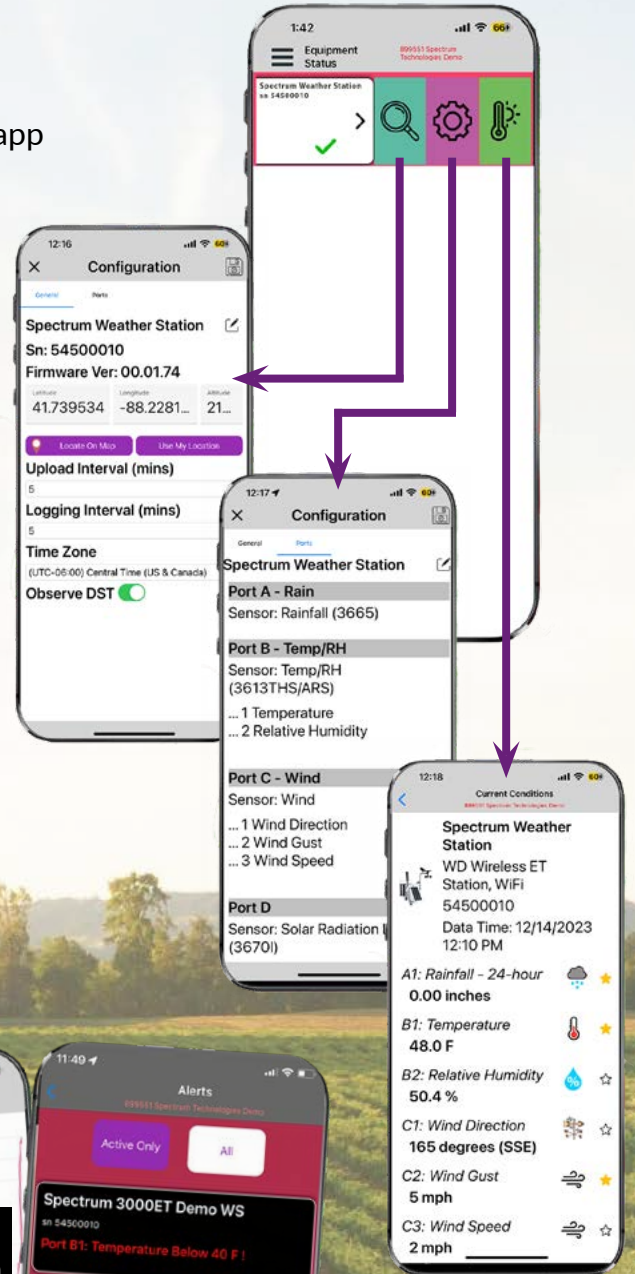 app
1:42
66
Equipment
Status
899551 Spectrum
Technologies Demo
Spectrum Weather Station
sn 54500010
12:16
60
Configuration
General Ports
Spectrum Weather Station
Sn: 54500010
Firmware Ver: 00.01.74
Latitude Longitude Altitude
41.739534 -88.2281... 21...
Locate On Map Use My Location
Upload Interval (mins)
5
Logging Interval (mins)
5
Time Zone
(UTC-06:00) Central Time (US & Canada)
Observe DST
12:17
60
Configuration
General Ports
Spectrum Weather Station
Port A - Rain
Sensor: Rainfall (3665)
Port B - Temp/RH
Sensor: Temp/RH
(3613THS/ARS)
... 1 Temperature
... 2 Relative Humidity
Port C - Wind
Sensor: Wind
... 1 Wind Direction
... 2 Wind Gust
... 3 Wind Speed
Port D
Sensor: Solar Radiation
(3670I)
12:18
60
Current Conditions
899551 Spectrum Technologies Demo
Spectrum Weather
Station
WD Wireless ET
Station, WiFi
54500010
Data Time: 12/14/2023
12:10 PM
A1: Rainfall - 24-hour
0.00 inches
B1: Temperature
48.0 F
B2: Relative Humidity
50.4 %
C1: Wind Direction
165 degrees (SSE)
C2: Wind Gust
5 mph
C3: Wind Speed
2 mph
11:49
Alerts
899551 Spectrum Technologies Demo
Active Only All
Spectrum 3000ET Demo WS
sn 54500010
Port B1: Temperature Below 40 F !